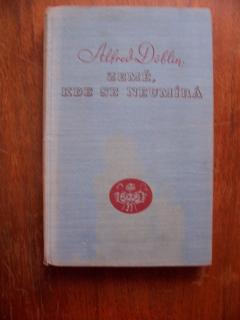 Alfred Döblin:
ZEMĚ,
KDE SE NEUMÍRÁ